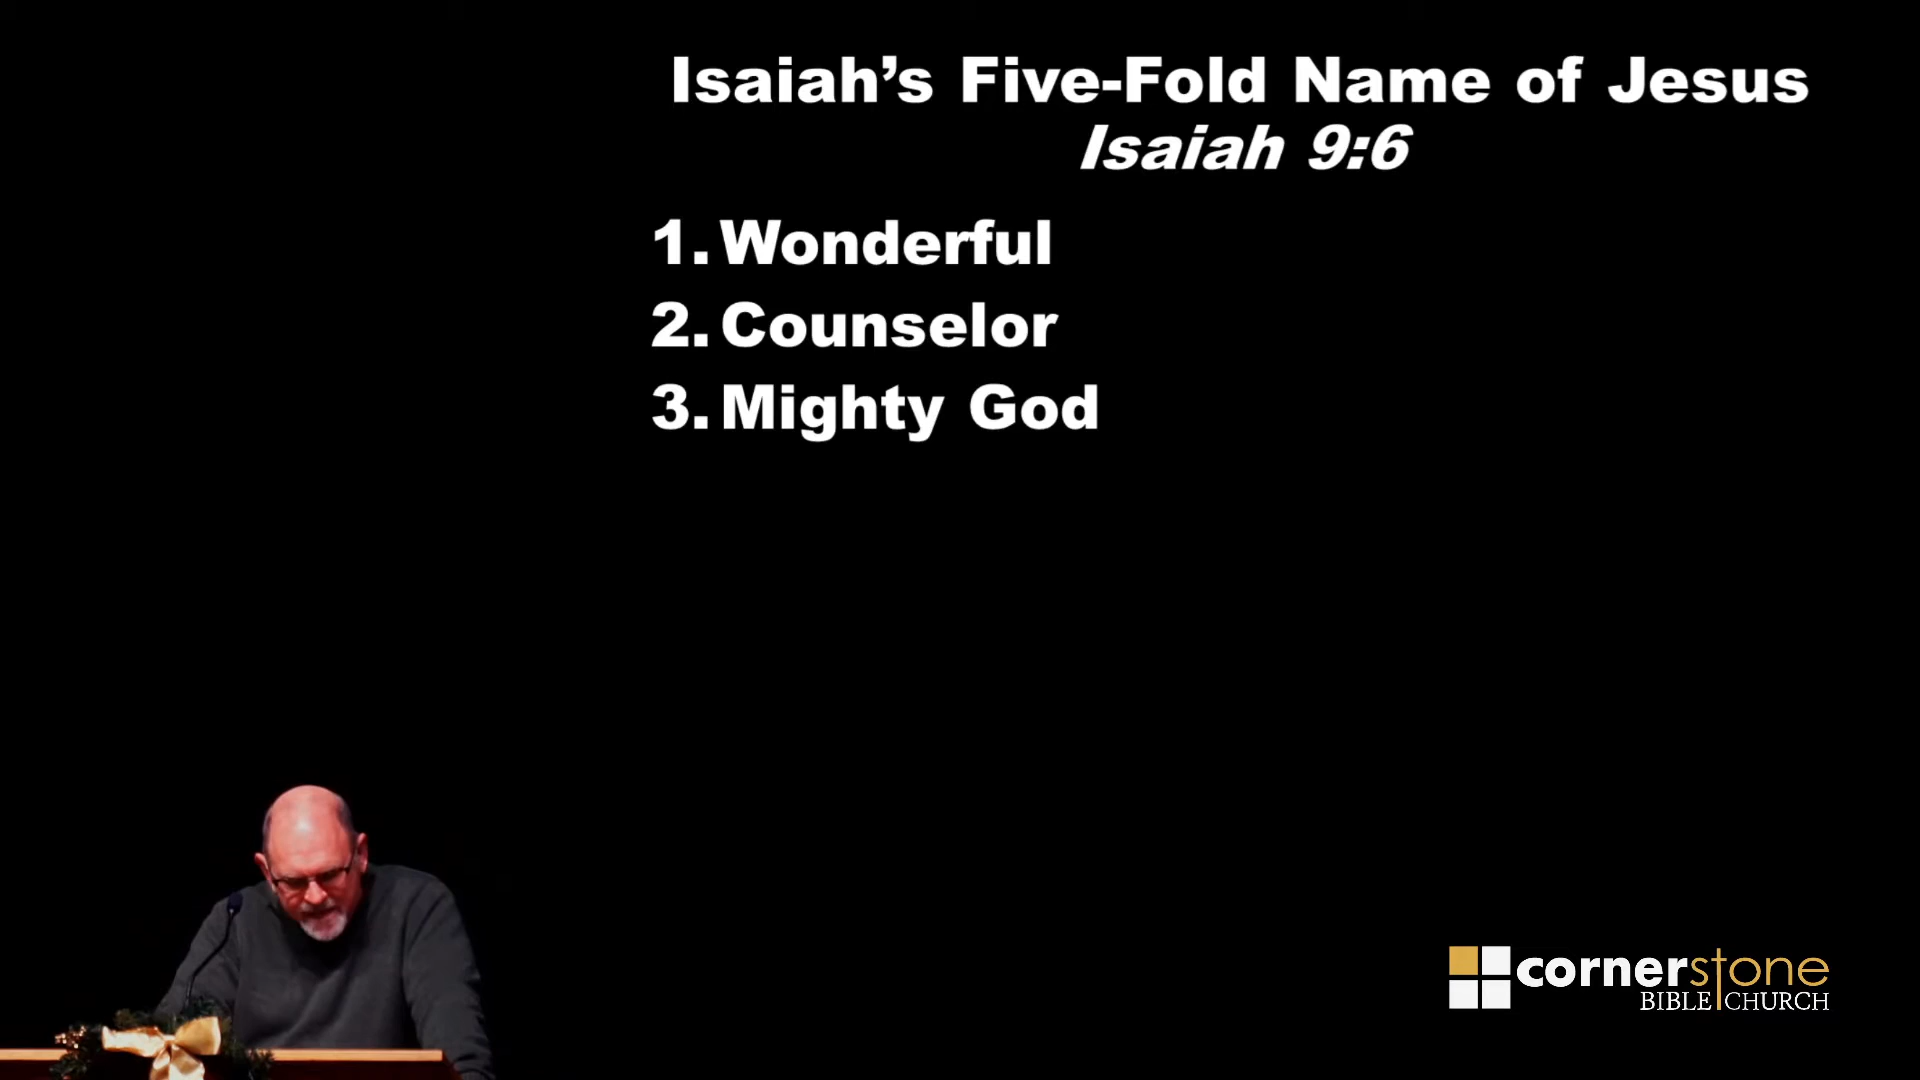 Isaiah’s Five-Fold Name of Jesus
Isaiah 9:6
1. Wonderful
2. Counselor
3. Mighty God
cornerstone
BIBLE CHURCH